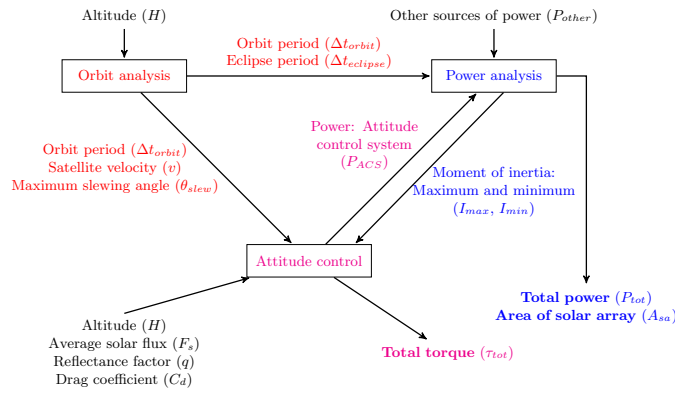 Altitude (H)
Other sources of power (P_other)
Orbit period (Δt_orbit)
Eclipse period (Δt_eclipse)
Orbit analysis
Power analysis
Power: Attitude
control system
(P_ACS)
Orbit period (Δt_orbit)
Satellite velocity (v)
Maximum slewing angle (θ_slew)
Moment of inertia:
Maximum and minimum
(I_max, I_min)
Attitude control
Total power (P_tot)
Area of solar array (A_sa)
Altitude (H)
Average solar flux (F_s)
Reflectance factor (q)
Drag coefficient (C_d)
Total torque (τ_tot)